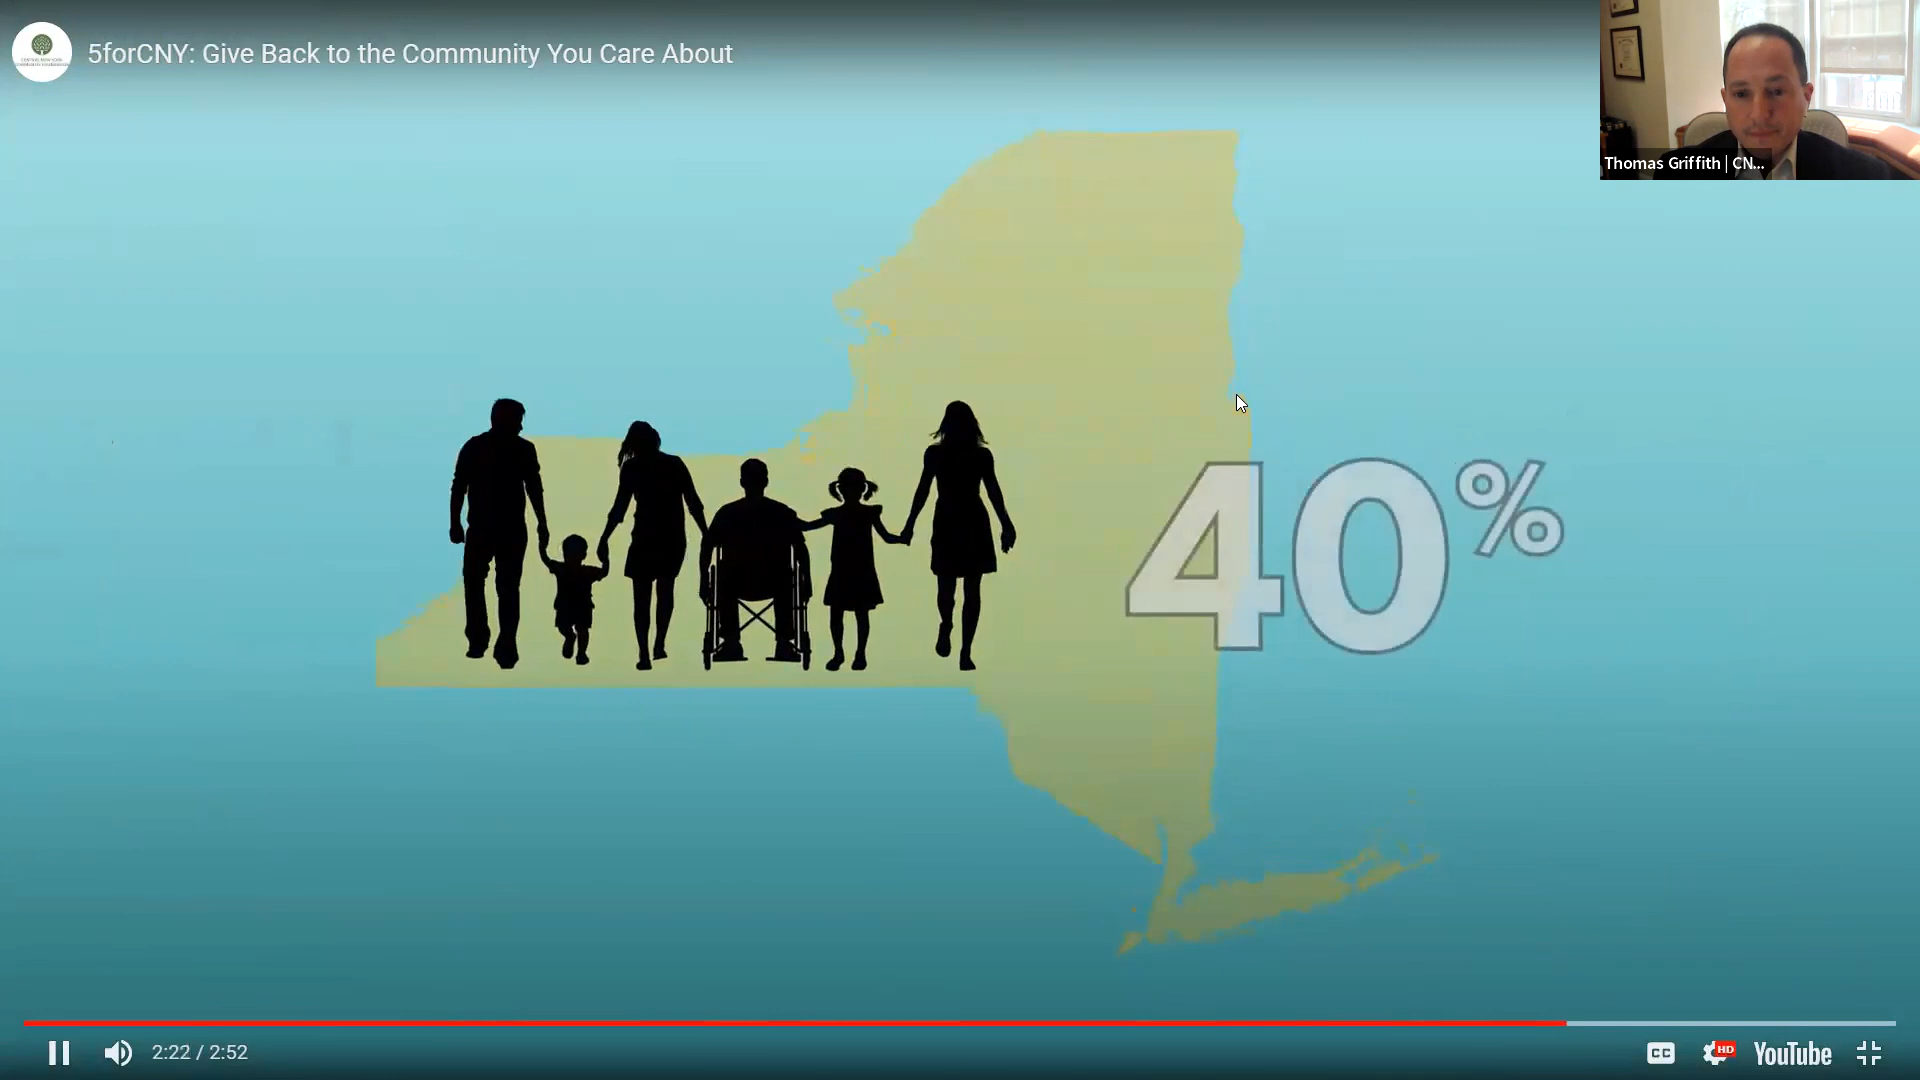 5forCNY: Give Back to the Community You Care About
Thomas Griffith | CN...
40%
2:22 / 2:52
CC
HD
YouTube